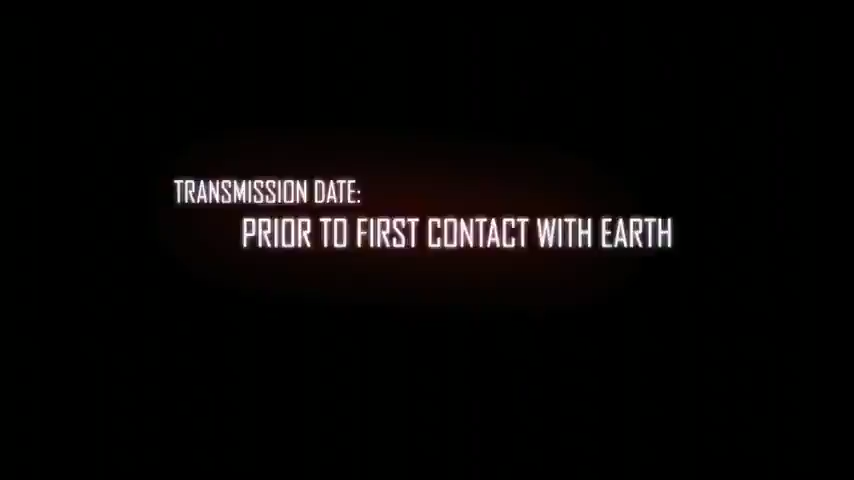 TRANSMISSION DATE:
PRIOR TO FIRST CONTACT WITH EARTH